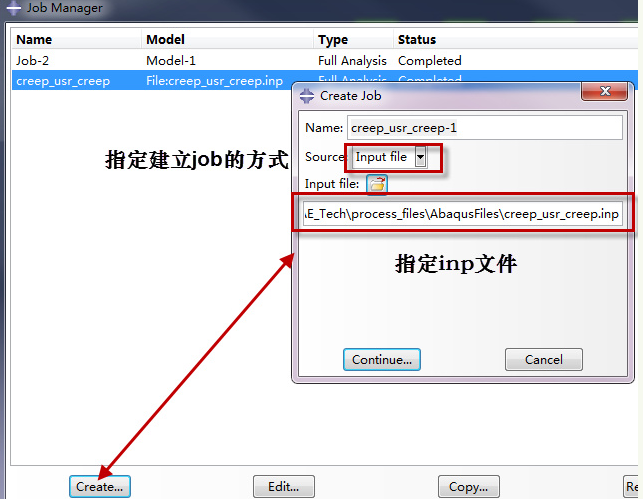 Job Manager
Name Model Type Status
Job-2 Model-1 Full Analysis Completed
creep_usr_creep File:creep_usr_creep.inp Full Analysis Completed
Create Job
Name: creep_usr_creep-1
指定建立job的方式
Source Input file
Input file:
\E_Tech\process_files\AbaqusFiles\creep_usr_creep.inp
指定inp文件
Continue... Cancel
Create... Edit... Copy... Re